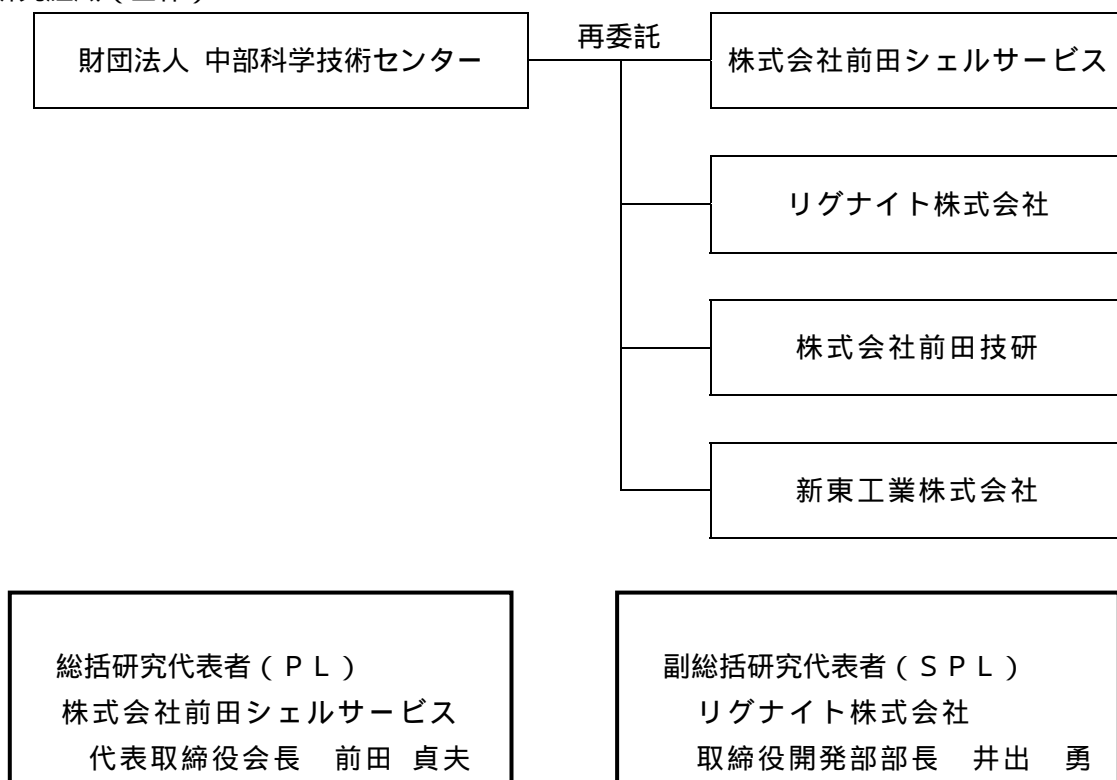 再委託
財団法人 中部科学技術センター
株式会社前田シェルサービス
リグナイト株式会社
株式会社前田技研
新東工業株式会社
総括研究代表者（ＰＬ）
株式会社前田シェルサービス
代表取締役会長　前田 貞夫
副総括研究代表者（ＳＰＬ）
リグナイト株式会社
取締役開発部部長　井出　勇